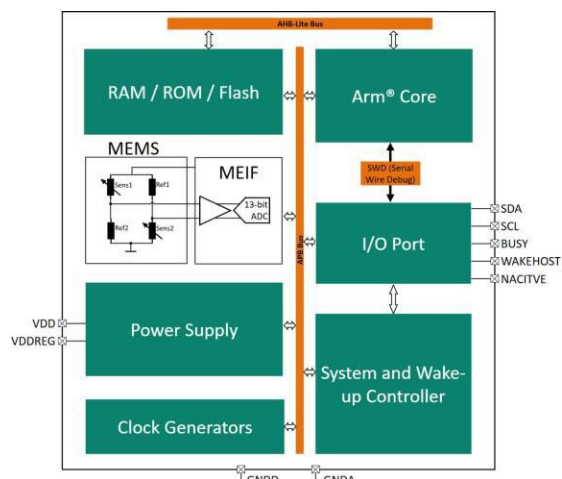 AHB-Lite Bus
RAM / ROM / Flash
Arm® Core
MEMS
MEIF
Sens1
Ref1
Ref2
Sens2
13-bit
ADC
SWD (Serial
Wire Debug)
APB Bus
I/O Port
SDA
SCL
BUSY
WAKEHOST
NACITVE
VDD
VDDREG
Power Supply
System and Wake-
up Controller
Clock Generators
GNDD
GNDA